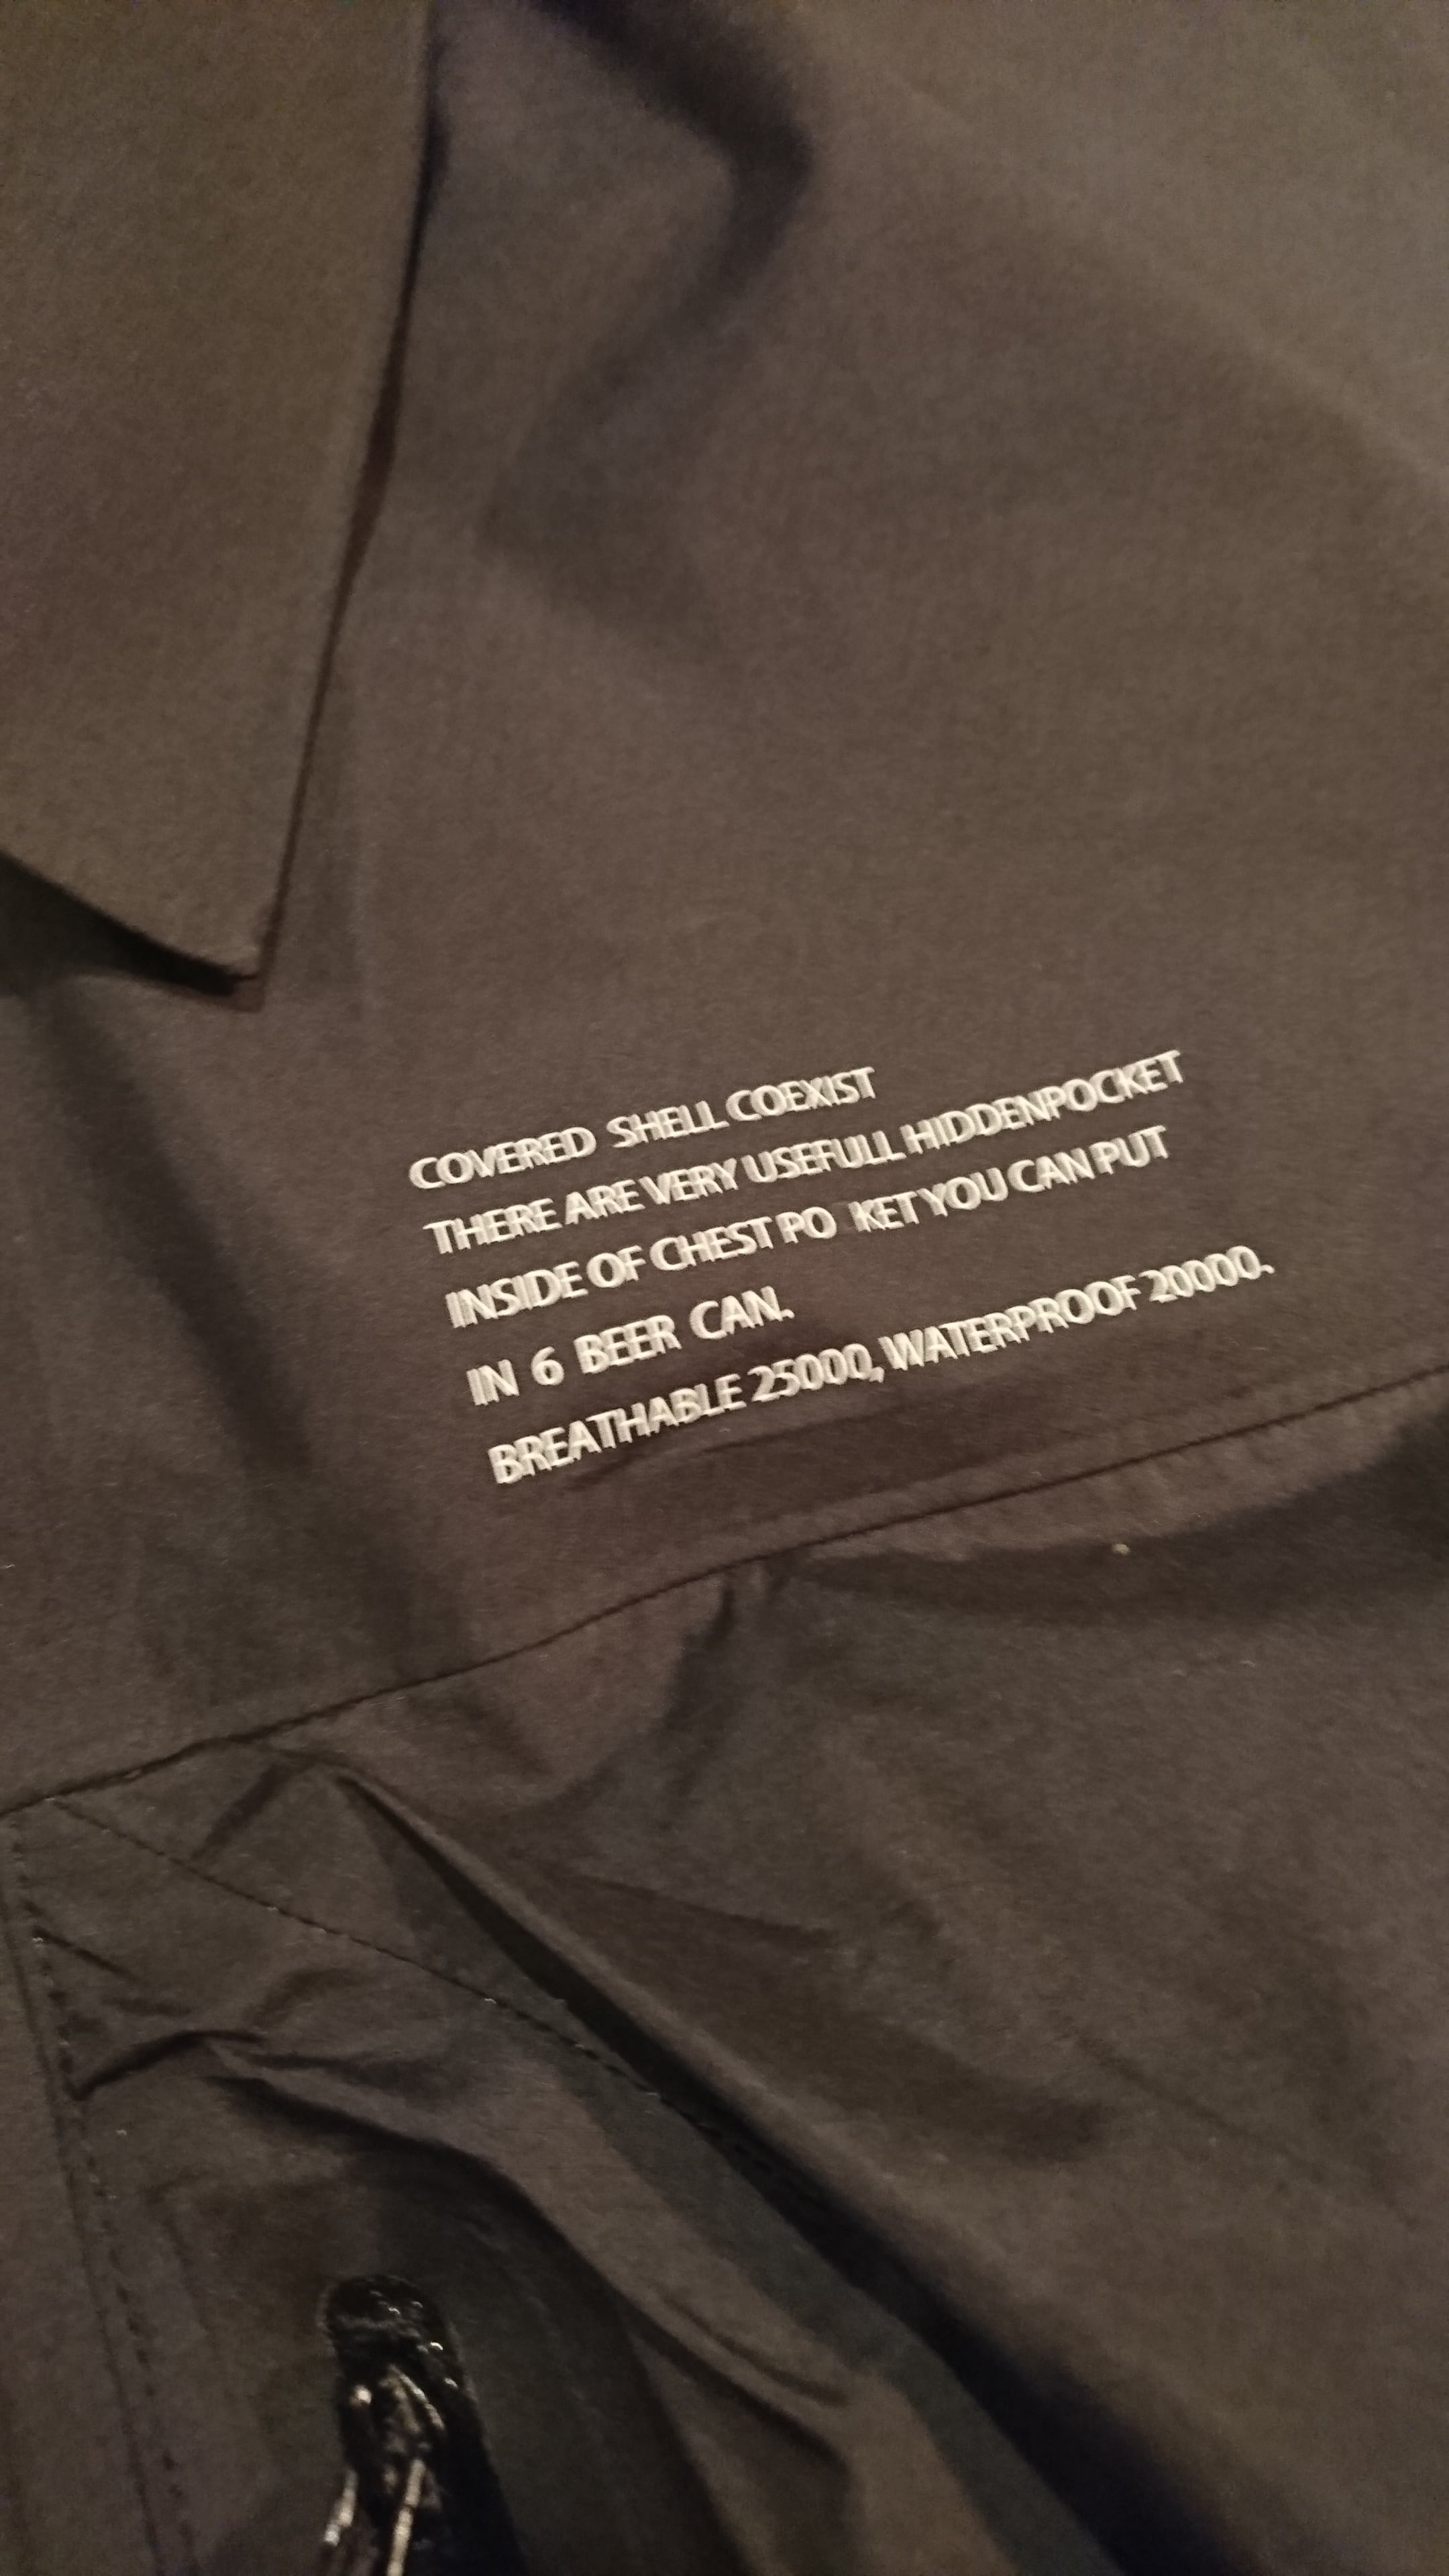 COVERED SHELL COEXIST
THERE ARE VERY USEFULL HIDDENPOCKET
INSIDE OF CHEST PO KET YOU CAN PUT
IN 6 BEER CAN.
BREATHABLE 25000, WATERPROOF 20000.